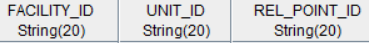 FACILITY_ID UNIT_ID REL_POINT_ID
String(20) String(20) String(20)